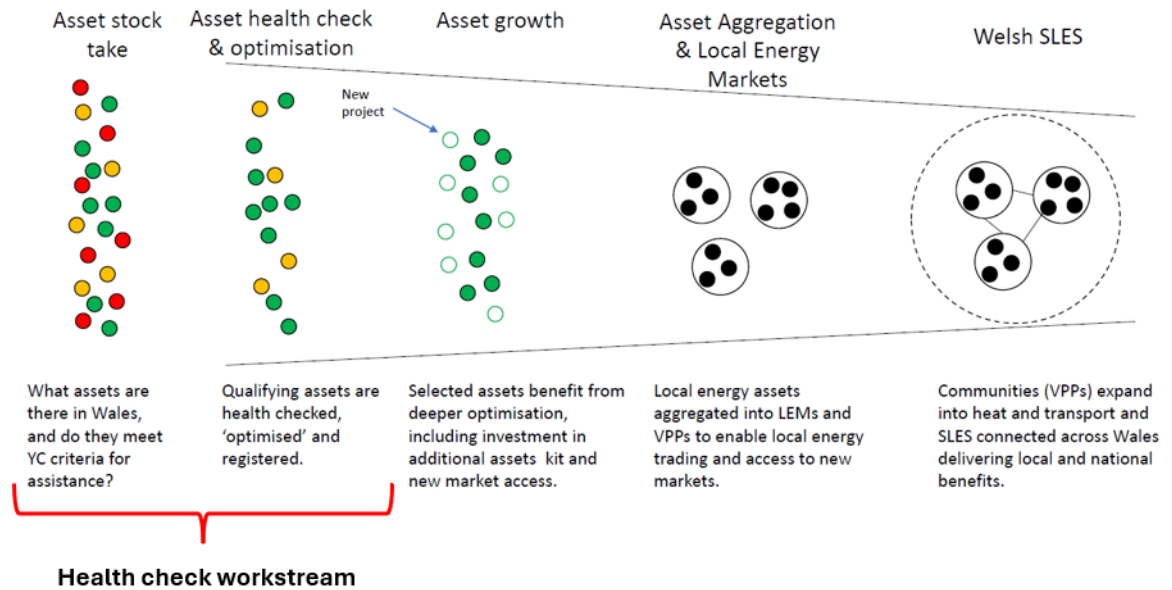 Asset stock
take
Asset health check
& optimisation
Asset growth
Asset Aggregation
& Local Energy
Markets
Welsh SLES
New
project
What assets are
there in Wales,
and do they meet
YC criteria for
assistance?
Qualifying assets are
health checked,
‘optimised’ and
registered.
Selected assets benefit from
deeper optimisation,
including investment in
additional assets  kit and
new market access.
Local energy assets
aggregated into LEMs and
VPPs to enable local energy
trading and access to new
markets.
Communities (VPPs) expand
into heat and transport and
SLES connected across Wales
delivering local and national
benefits.
Health check workstream